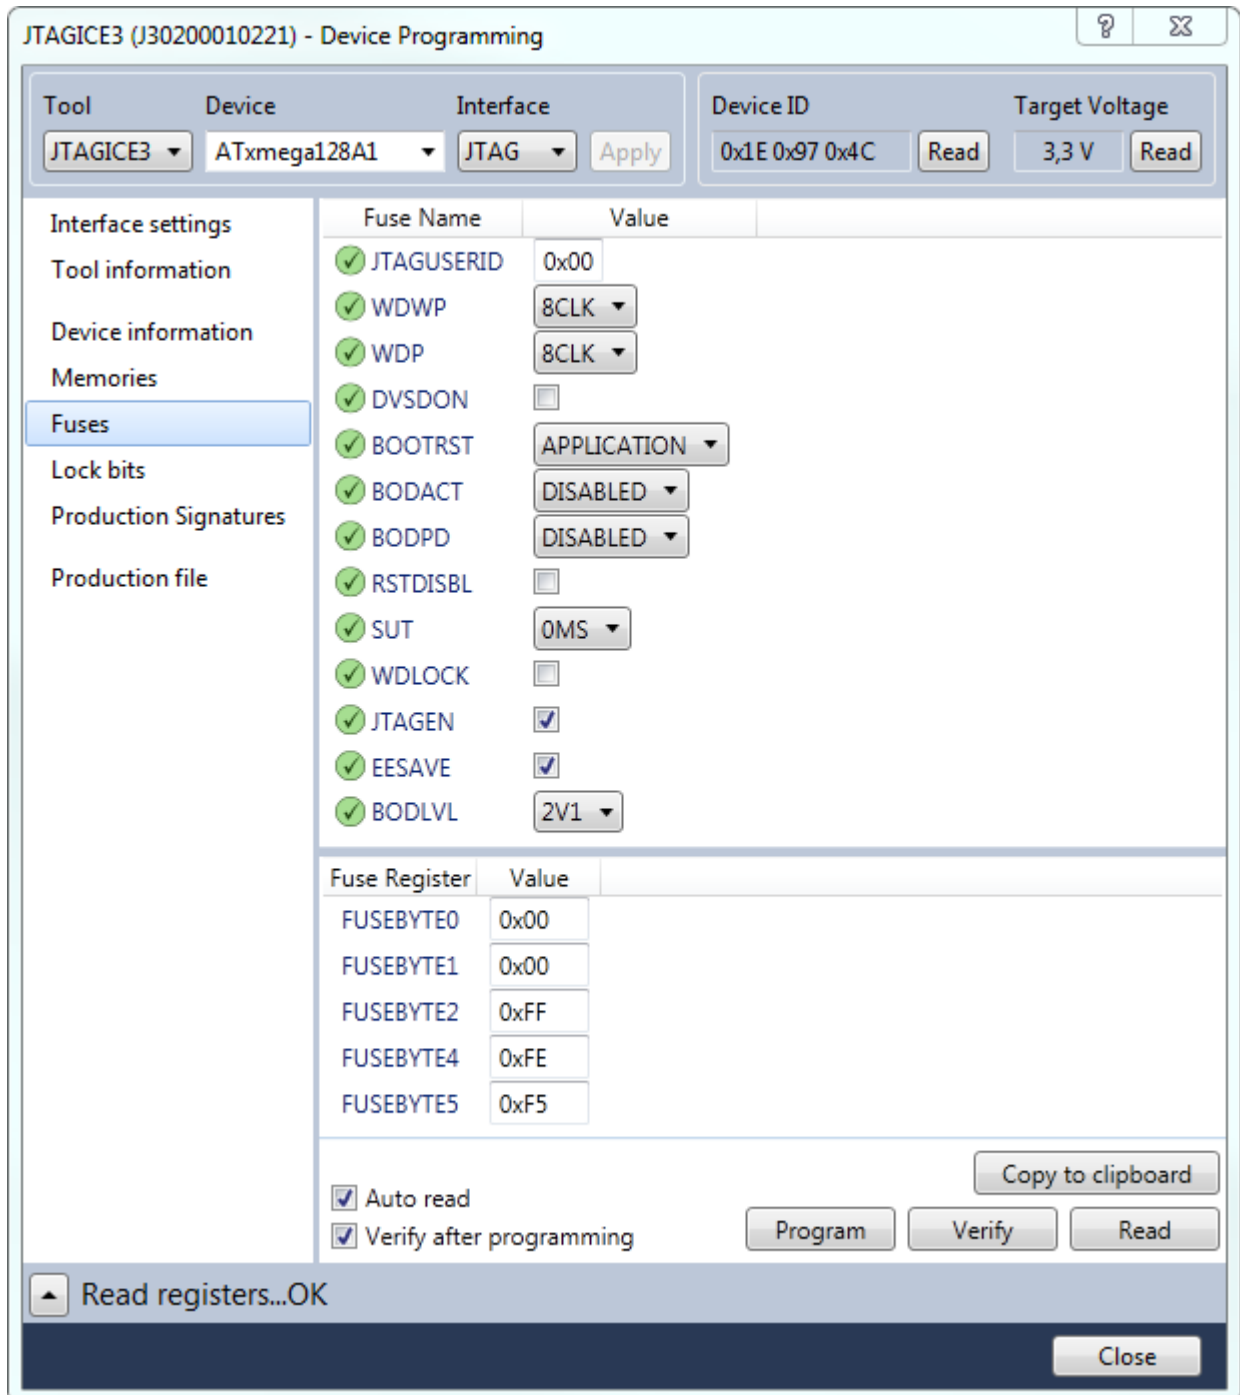 JTAGICE3 (J30200010221) - Device Programming
Tool Device Interface Device ID Target Voltage
JTAGICE3 ATxmega128A1 JTAG Apply 0x1E 0x97 0x4C Read 3,3 V Read
Interface settings
Tool information
Device information
Memories
Fuses
Lock bits
Production Signatures
Production file
Fuse Name Value
JTAGUSERID 0x00
WDWP 8CLK
WDP 8CLK
DVSDON
BOOTRST APPLICATION
BODACT DISABLED
BODPD DISABLED
RSTDISBL
SUT 0MS
WDLOCK
JTAGEN
EESAVE
BODLVL 2V1
Fuse Register Value
FUSEBYTE0 0x00
FUSEBYTE1 0x00
FUSEBYTE2 0xFF
FUSEBYTE4 0xFE
FUSEBYTE5 0xF5
Copy to clipboard
Auto read
Verify after programming Program Verify Read
Read registers...OK
Close